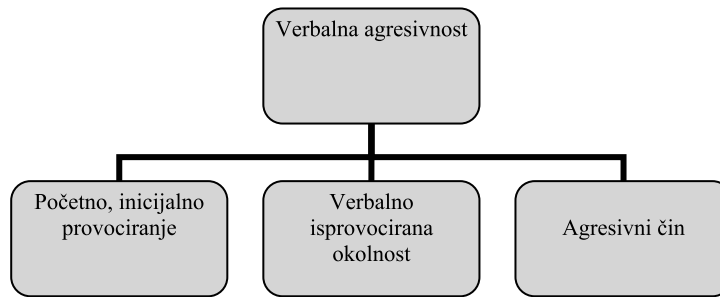 Verbalna agresivnost
Početno, inicijalno
provociranje
Verbalno
isprovocirana
okolnost
Agresivni čin